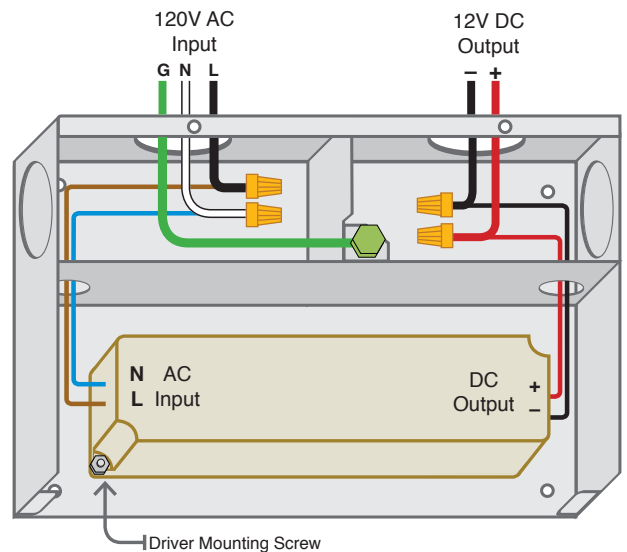 120V AC
Input
G N L
12V DC
Output
– +
N AC
L Input
DC +
Output –
Driver Mounting Screw